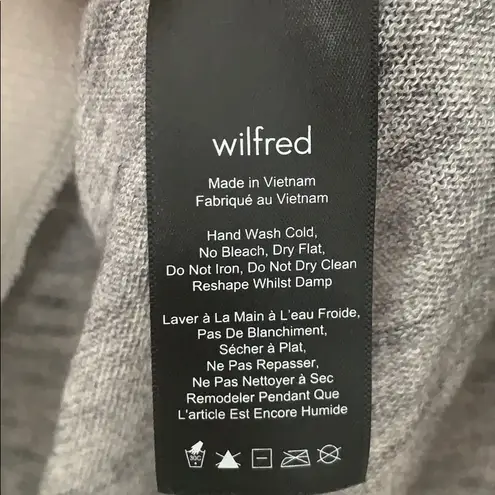 wilfred
Made in Vietnam
Fabriqué au Vietnam
Hand Wash Cold,
No Bleach, Dry Flat,
Do Not Iron, Do Not Dry Clean
Reshape Whilst Damp
Laver à La Main à L'eau Froide,
Pas De Blanchiment,
Sécher à Plat,
Ne Pas Repasser,
Ne Pas Nettoyer à Sec
Remodeler Pendant Que
L'article Est Encore Humide
30C